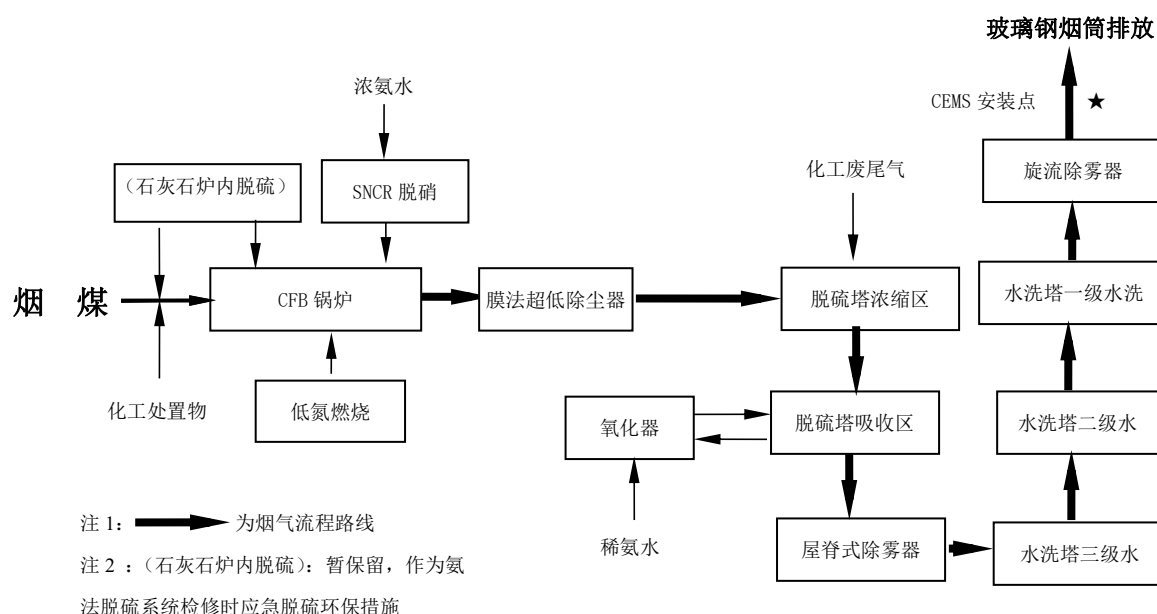 玻璃钢烟筒排放
CEMS 安装点 ★
浓氨水
旋流除雾器
(石灰石炉内脱硫)
SNCR 脱硝
化工废尾气
烟 煤
CFB 锅炉
膜法超低除尘器
脱硫塔浓缩区
水洗塔一级水洗
化工处置物
低氮燃烧
氧化器
脱硫塔吸收区
水洗塔二级水
注 1: 为烟气流程路线
稀氨水
屋脊式除雾器
水洗塔三级水
注 2 :(石灰石炉内脱硫):暂保留,作为氨
法脱硫系统检修时应急脱硫环保措施